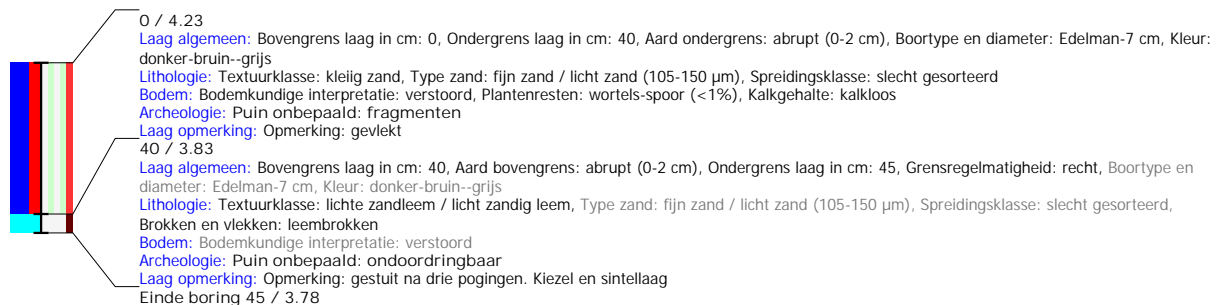 0 / 4.23
Laag algemeen: Bovengrens laag in cm: 0, Ondergrens laag in cm: 40, Aard ondergrens: abrupt (0-2 cm), Boortype en diameter: Edelman-7 cm, Kleur:
donker-bruin--grijs
Lithologie: Textuurklasse: kleiig zand, Type zand: fijn zand / licht zand (105-150 µm), Spreidingsklasse: slecht gesorteerd
Bodem: Bodemkundige interpretatie: verstoord, Plantenresten: wortels-spoor (<1%), Kalkgehalte: kalkloos
Archeologie: Puin onbepaald: fragmenten
Laag opmerking: Opmerking: gevlekt
40 / 3.83
Laag algemeen: Bovengrens laag in cm: 40, Aard bovengrens: abrupt (0-2 cm), Ondergrens laag in cm: 45, Grensregelmatigheid: recht, Boortype en
diameter: Edelman-7 cm, Kleur: donker-bruin--grijs
Lithologie: Textuurklasse: lichte zandleem / licht zandig leem, Type zand: fijn zand / licht zand (105-150 µm), Spreidingsklasse: slecht gesorteerd,
Brokken en vlekken: leembrokken
Bodem: Bodemkundige interpretatie: verstoord
Archeologie: Puin onbepaald: ondoordringbaar
Laag opmerking: Opmerking: gestuit na drie pogingen. Kiezel en sintellaag
Einde boring 45 / 3.78